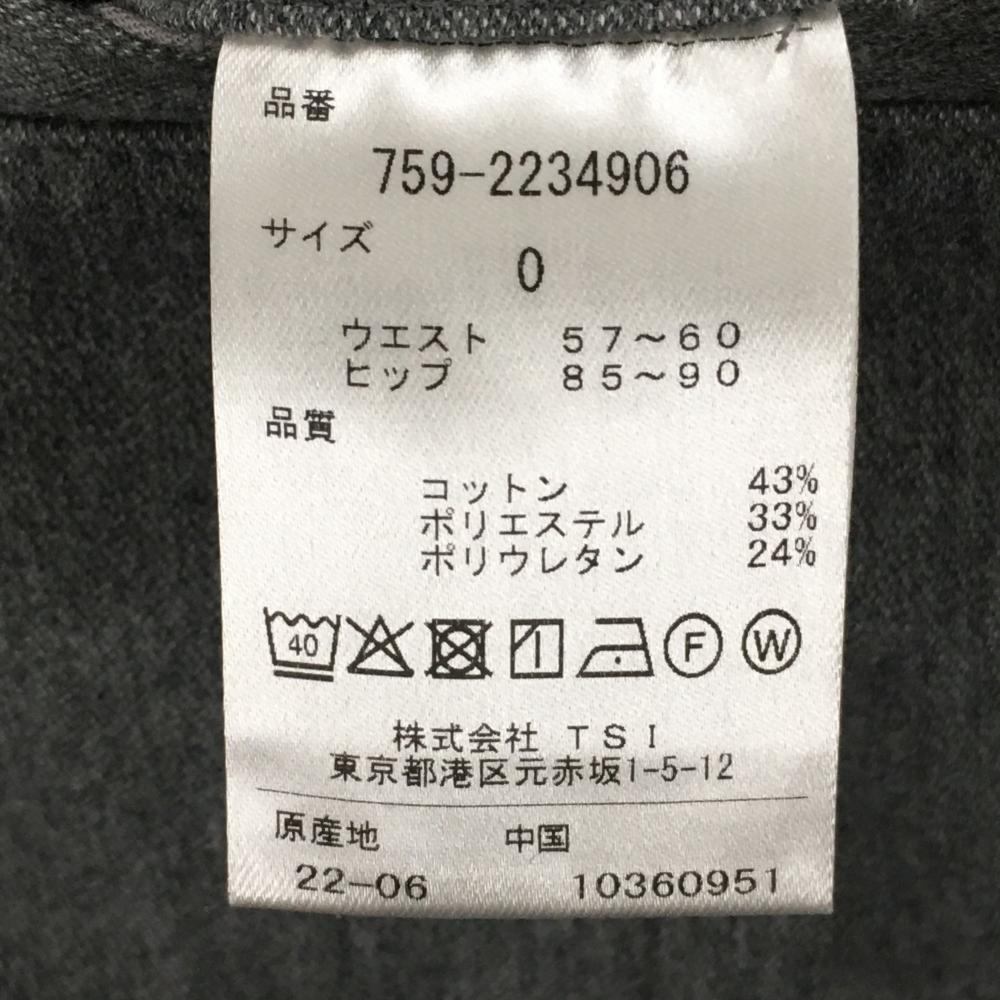 品番
759-2234906
サイズ
0
ウエスト 57～60
ヒップ 85～90
品質
コットン 43%
ポリエステル 33%
ポリウレタン 24%
40 F W
株式会社 TSI
東京都港区元赤坂1-5-12
原産地 中国
22-06 10360951